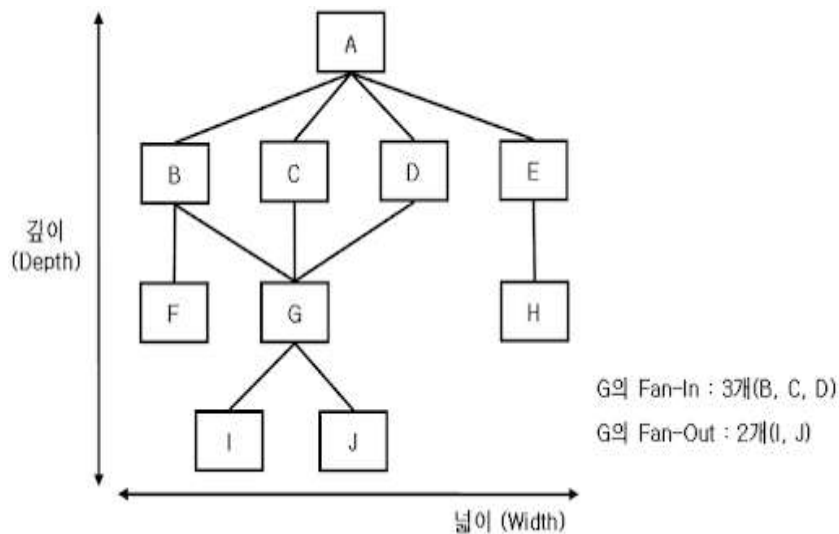 A
B C D E
깊이
(Depth)
F G H
G의 Fan-In : 3개(B, C, D)
I J
G의 Fan-Out : 2개(I, J)
넓이 (Width)